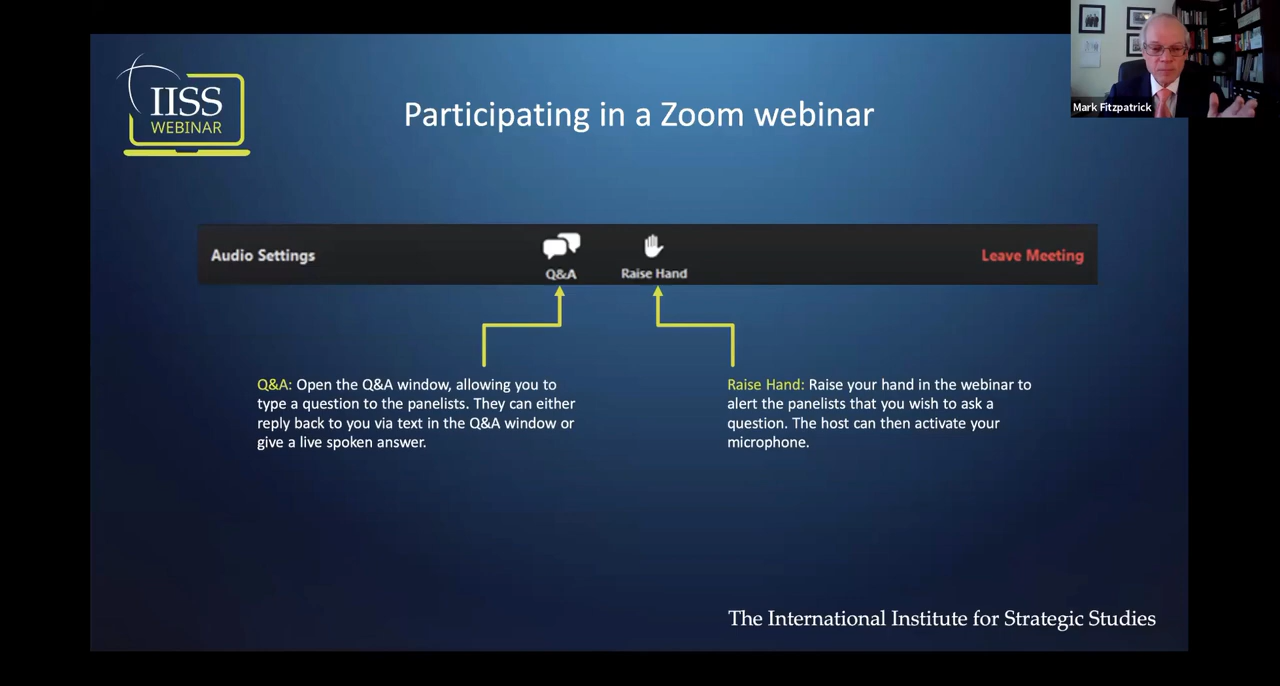 IISS
WEBINAR
Participating in a Zoom webinar
Mark Fitzpatrick
Audio Settings
Q&A
Raise Hand
Leave Meeting
Q&A: Open the Q&A window, allowing you to
type a question to the panelists. They can either
reply back to you via text in the Q&A window or
give a live spoken answer.
Raise Hand: Raise your hand in the webinar to
alert the panelists that you wish to ask a
question. The host can then activate your
microphone.
The International Institute for Strategic Studies